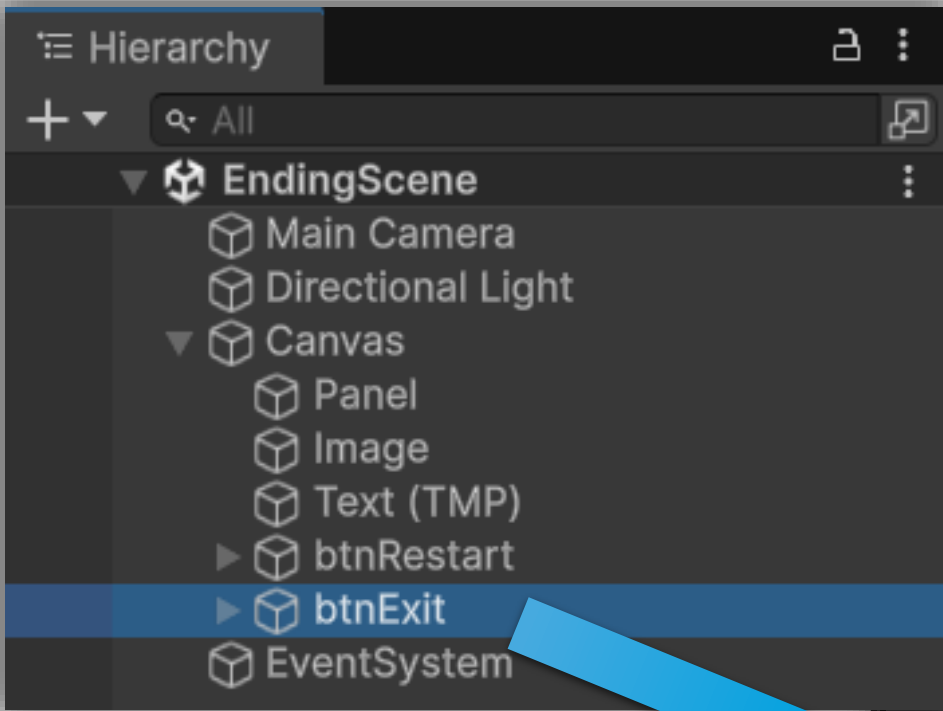 Hierarchy
All
EndingScene
Main Camera
Directional Light
Canvas
Panel
Image
Text (TMP)
btnRestart
btnExit
EventSystem